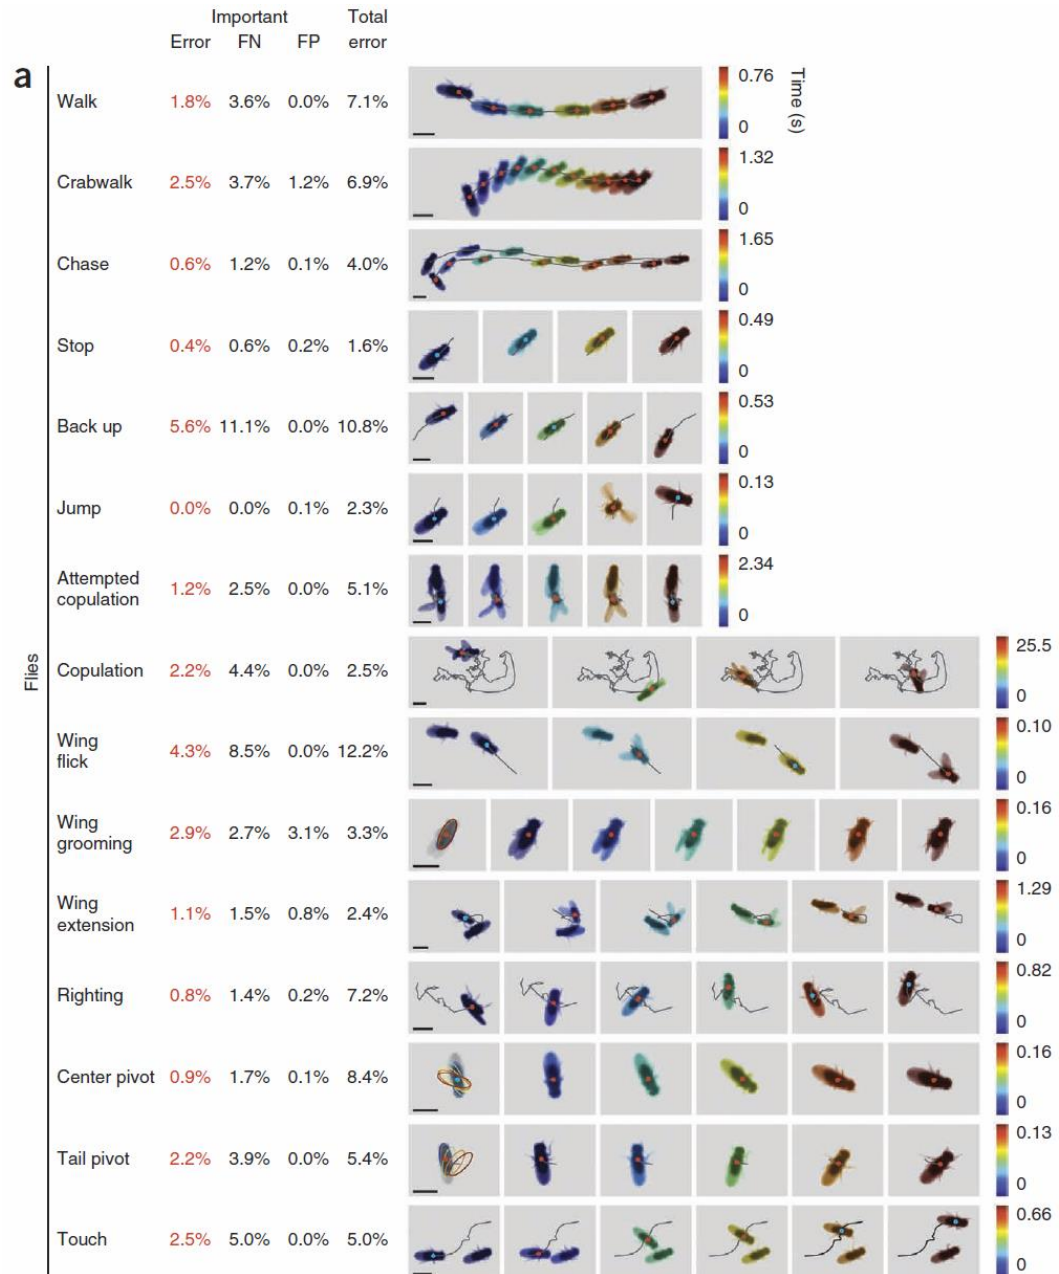 Important Total
Error FN FP error
a
Flies
Time (s)
Walk 1.8% 3.6% 0.0% 7.1% 0.76 0
Crabwalk 2.5% 3.7% 1.2% 6.9% 1.32 0
Chase 0.6% 1.2% 0.1% 4.0% 1.65 0
Stop 0.4% 0.6% 0.2% 1.6% 0.49 0
Back up 5.6% 11.1% 0.0% 10.8% 0.53 0
Jump 0.0% 0.0% 0.1% 2.3% 0.13 0
Attempted
copulation 1.2% 2.5% 0.0% 5.1% 2.34 0
Copulation 2.2% 4.4% 0.0% 2.5% 25.5 0
Wing
flick 4.3% 8.5% 0.0% 12.2% 0.10 0
Wing
grooming 2.9% 2.7% 3.1% 3.3% 0.16 0
Wing
extension 1.1% 1.5% 0.8% 2.4% 1.29 0
Righting 0.8% 1.4% 0.2% 7.2% 0.82 0
Center pivot 0.9% 1.7% 0.1% 8.4% 0.16 0
Tail pivot 2.2% 3.9% 0.0% 5.4% 0.13 0
Touch 2.5% 5.0% 0.0% 5.0% 0.66 0